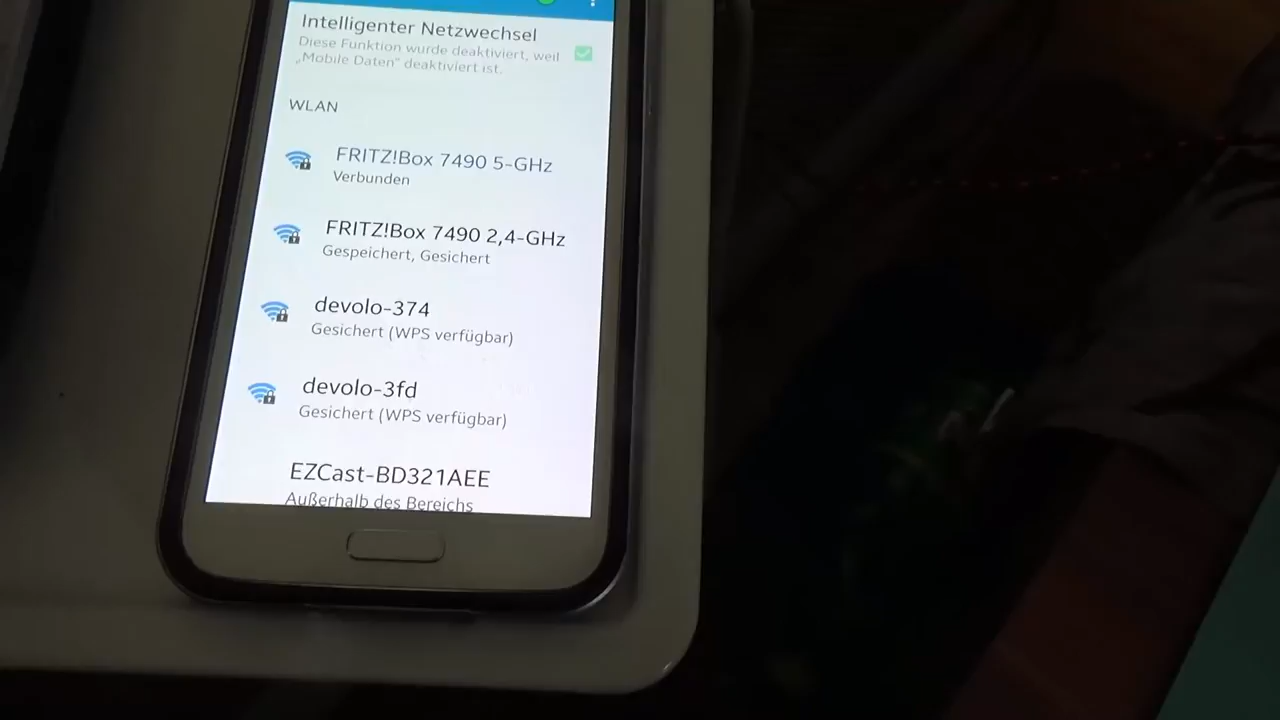 Intelligenter Netzwechsel
Diese Funktion wurde deaktiviert, weil
„Mobile Daten“ deaktiviert ist.
WLAN
FRITZ!Box 7490 5-GHz
Verbunden
FRITZ!Box 7490 2,4-GHz
Gespeichert, Gesichert
devolo-374
Gesichert (WPS verfügbar)
devolo-3fd
Gesichert (WPS verfügbar)
EZCast-BD321AEE
Außerhalb des Bereichs